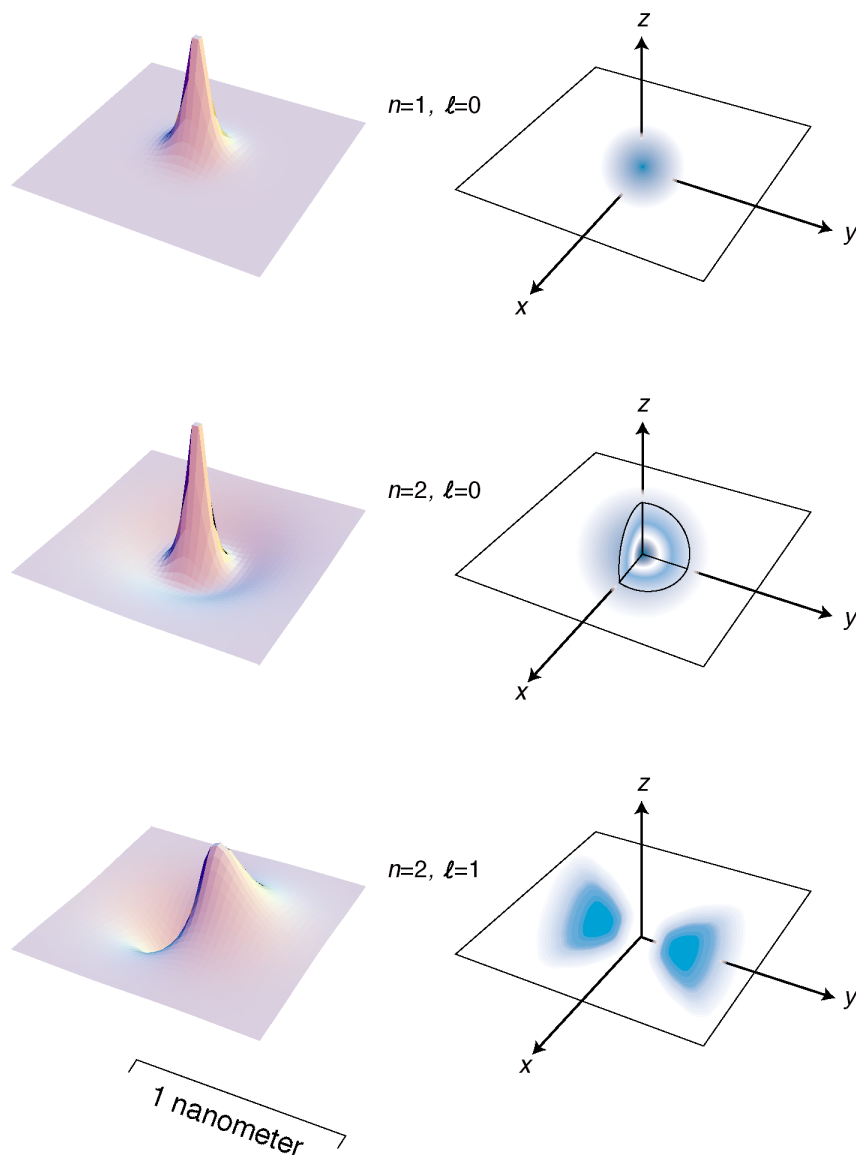 z
n=1, ℓ=0
y
x
z
n=2, ℓ=0
y
x
z
n=2, ℓ=1
y
x
1 nanometer